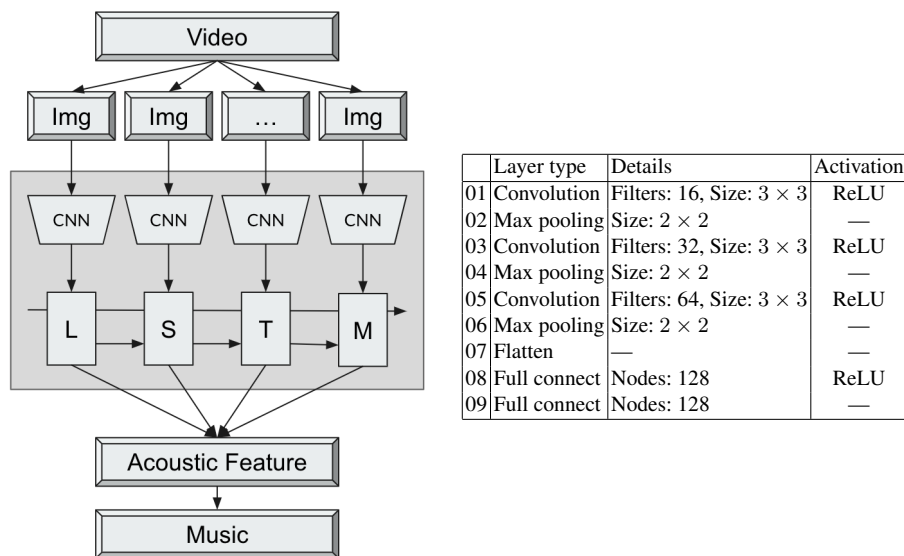 Video
Img Img ... Img
CNN CNN CNN CNN
L S T M
Acoustic Feature
Music
Layer type Details Activation
01 Convolution Filters: 16, Size: 3 × 3 ReLU
02 Max pooling Size: 2 × 2 —
03 Convolution Filters: 32, Size: 3 × 3 ReLU
04 Max pooling Size: 2 × 2 —
05 Convolution Filters: 64, Size: 3 × 3 ReLU
06 Max pooling Size: 2 × 2 —
07 Flatten — —
08 Full connect Nodes: 128 ReLU
09 Full connect Nodes: 128 —